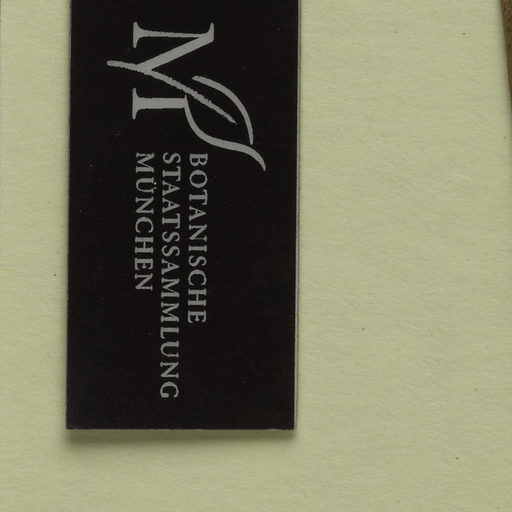 M
BOTANISCHE
STAATSSAMMLUNG
MÜNCHEN